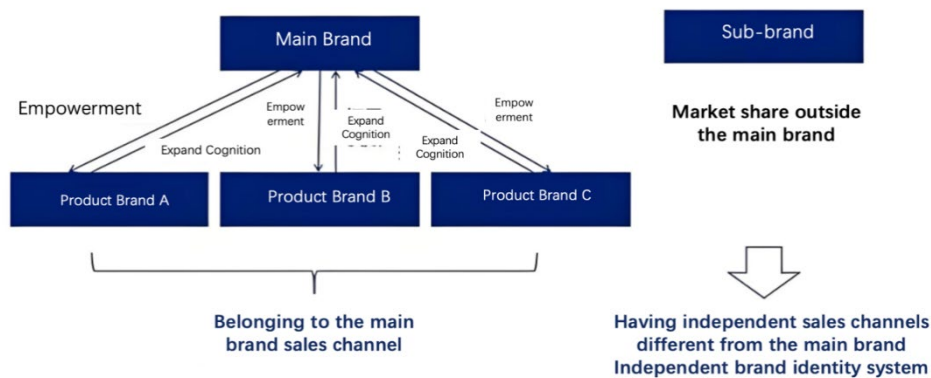 Main Brand
Sub-brand
Empowerment
Empow
erment
Empow
erment
Expand
Cognition
Expand Cognition
Expand
Cognition
Market share outside
the main brand
Product Brand A
Product Brand B
Product Brand C
Belonging to the main
brand sales channel
Having independent sales channels
different from the main brand
Independent brand identity system